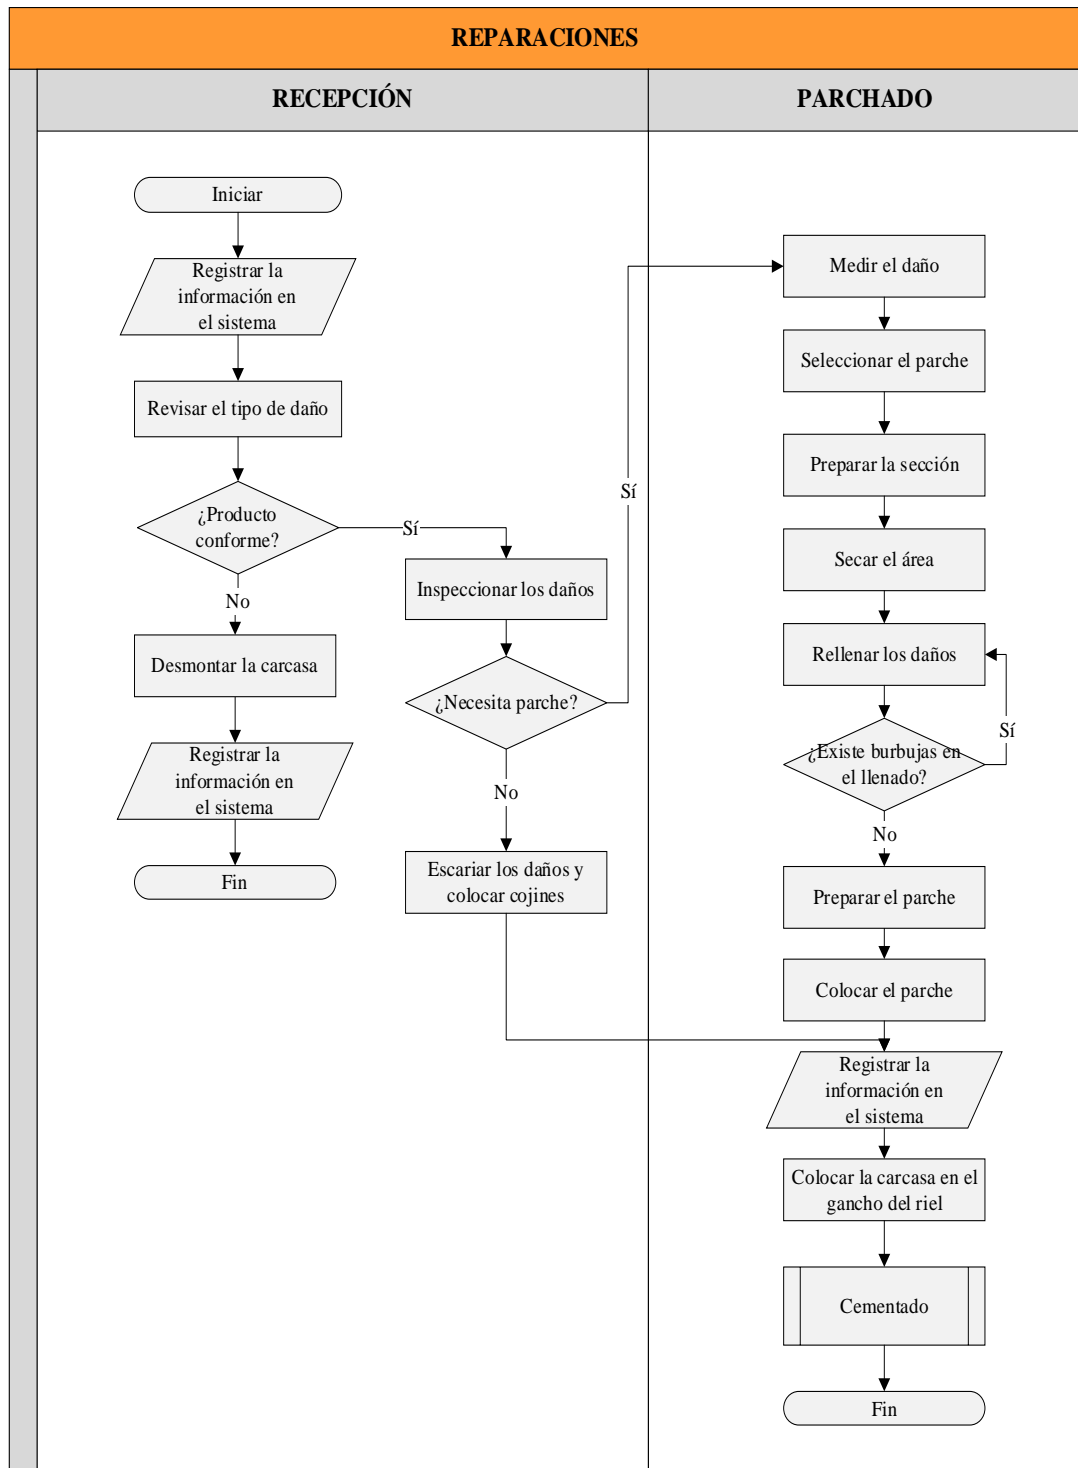 REPARACIONES
RECEPCIÓN
PARCHADO
Iniciar
Registrar la
información en
el sistema
Revisar el tipo de daño
¿Producto
conforme?
Sí
No
Desmontar la carcasa
Registrar la
información en
el sistema
Fin
Inspeccionar los daños
¿Necesita parche?
Sí
No
Escariar los daños y
colocar cojines
Medir el daño
Seleccionar el parche
Preparar la sección
Secar el área
Rellenar los daños
¿Existe burbujas en
el llenado?
Sí
No
Preparar el parche
Colocar el parche
Registrar la
información en
el sistema
Colocar la carcasa en el
gancho del riel
Cementado
Fin